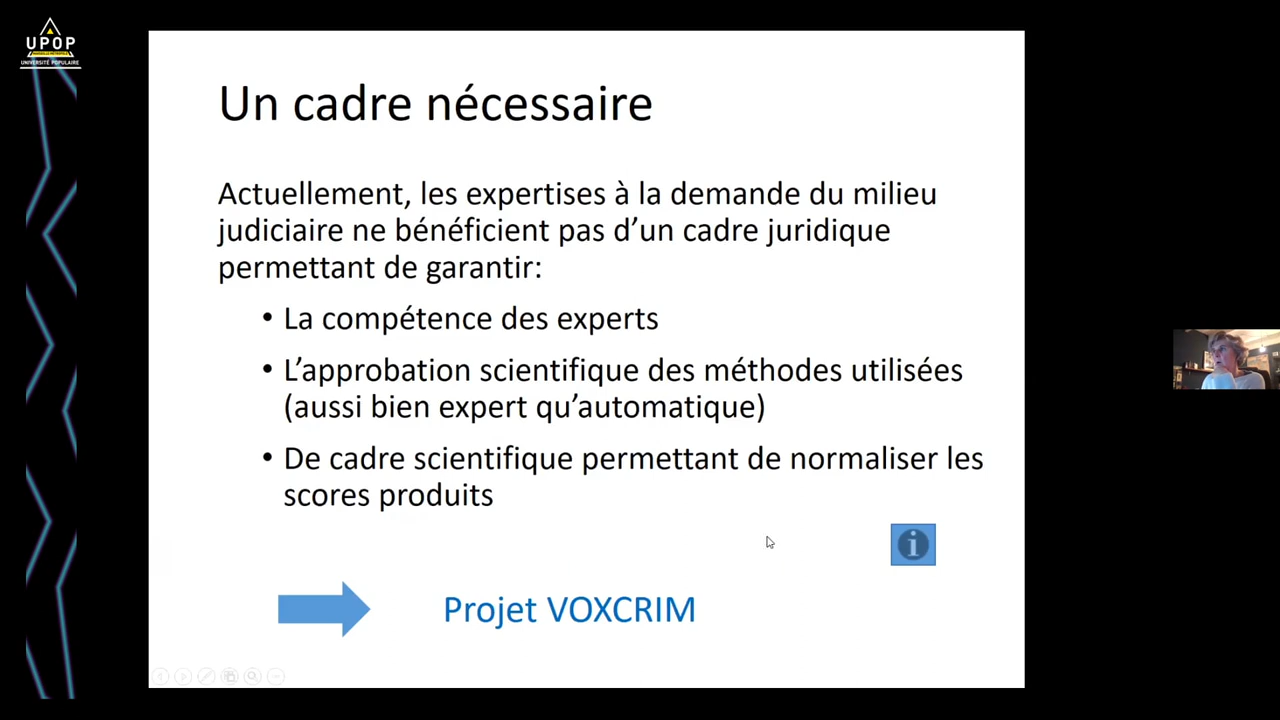 UPOP
UNIVERSITÉ POPULAIRE
Un cadre nécessaire
Actuellement, les expertises à la demande du milieu
judiciaire ne bénéficient pas d’un cadre juridique
permettant de garantir:
• La compétence des experts
• L’approbation scientifique des méthodes utilisées
(aussi bien expert qu’automatique)
• De cadre scientifique permettant de normaliser les
scores produits
i
Projet VOXCRIM